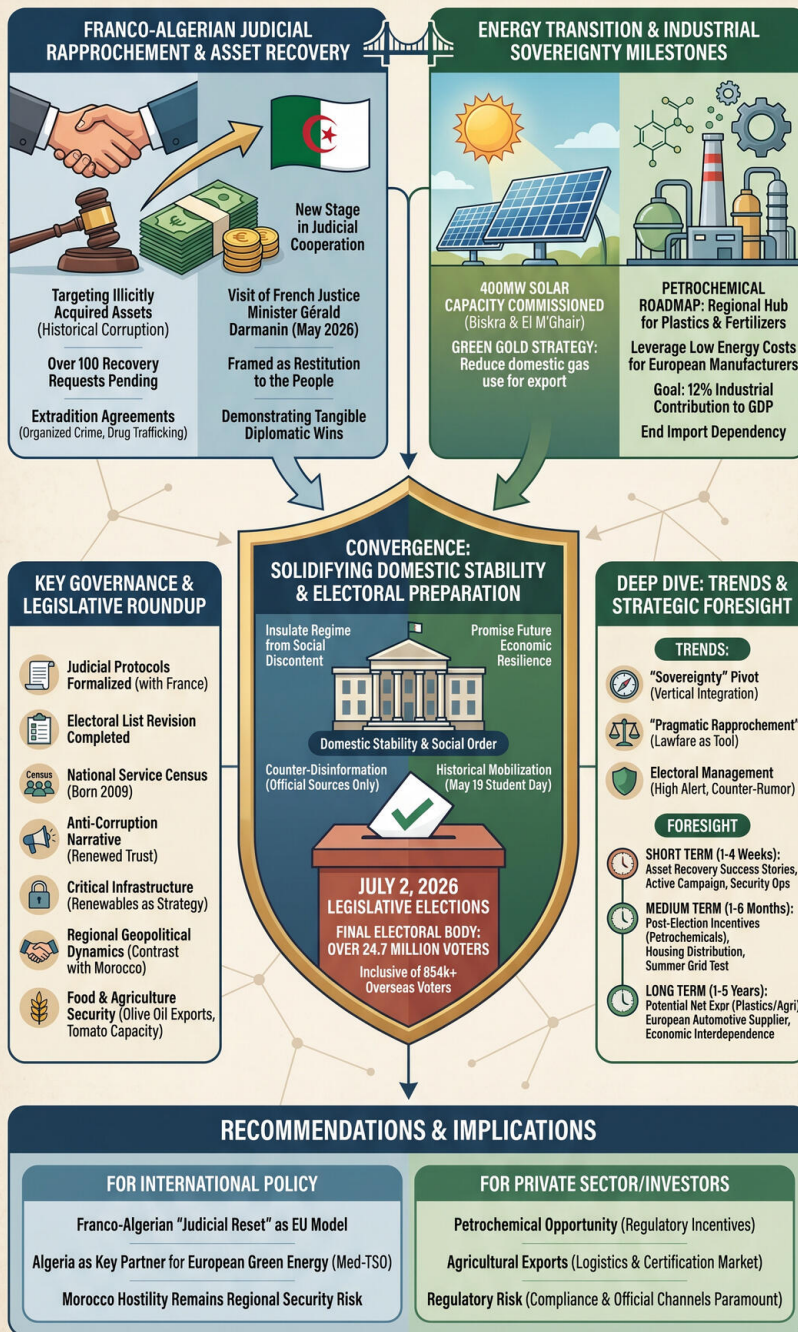 FRANCO-ALGERIAN JUDICIAL
RAPPROCHEMENT & ASSET RECOVERY
New Stage
in Judicial
Cooperation
Targeting Illicitly
Acquired Assets
(Historical Corruption)
Over 100 Recovery
Requests Pending
Extradition Agreements
(Organized Crime, Drug Trafficking)
Visit of French Justice
Minister Gérald
Darmanin (May 2026)
Framed as Restitution
to the People
Demonstrating Tangible
Diplomatic Wins
ENERGY TRANSITION & INDUSTRIAL
SOVEREIGNTY MILESTONES
400MW SOLAR
CAPACITY COMMISSIONED
(Biskra & El M'Ghair)
GREEN GOLD STRATEGY:
Reduce domestic gas
use for export
PETROCHEMICAL
ROADMAP: Regional Hub
for Plastics & Fertilizers
Leverage Low Energy Costs
for European Manufacturers
Goal: 12% Industrial
Contribution to GDP
End Import Dependency
KEY GOVERNANCE &
LEGISLATIVE ROUNDUP
Judicial Protocols
Formalized (with France)
Electoral List Revision
Completed
Census
National Service Census
(Born 2009)
Anti-Corruption
Narrative
(Renewed Trust)
Critical Infrastructure
(Renewables as Strategy)
Regional Geopolitical
Dynamics (Contrast
with Morocco)
Food & Agriculture
Security (Olive Oil Exports,
Tomato Capacity)
CONVERGENCE:
SOLIDIFYING DOMESTIC STABILITY
& ELECTORAL PREPARATION
Insulate Regime
from Social
Discontent
Promise Future
Economic
Resilience
Domestic Stability & Social Order
Counter-Disinformation
(Official Sources Only)
Historical Mobilization
(May 19 Student Day)
JULY 2, 2026
LEGISLATIVE ELECTIONS
FINAL ELECTORAL BODY:
OVER 24.7 MILLION VOTERS
Inclusive of 854k+
Overseas Voters
DEEP DIVE: TRENDS &
STRATEGIC FORESIGHT
TRENDS:
"Sovereignty" Pivot
(Vertical Integration)
"Pragmatic Rapprochement"
(Lawfare as Tool)
Electoral Management
(High Alert, Counter-Rumor)
FORESIGHT
SHORT TERM (1-4 Weeks):
Asset Recovery Success Stories,
Active Campaign, Security Ops
MEDIUM TERM (1-6 Months):
Post-Election Incentives
(Petrochemicals),
Housing Distribution,
Summer Grid Test
LONG TERM (1-5 Years):
Potential Net Expr (Plastics/Agri)
European Automotive Supplier,
Economic Interdependence
RECOMMENDATIONS & IMPLICATIONS
FOR INTERNATIONAL POLICY
Franco-Algerian "Judicial Reset" as EU Model
Algeria as Key Partner for European Green Energy (Med-TSO)
Morocco Hostility Remains Regional Security Risk
FOR PRIVATE SECTOR/INVESTORS
Petrochemical Opportunity (Regulatory Incentives)
Agricultural Exports (Logistics & Certification Market)
Regulatory Risk (Compliance & Official Channels Paramount)